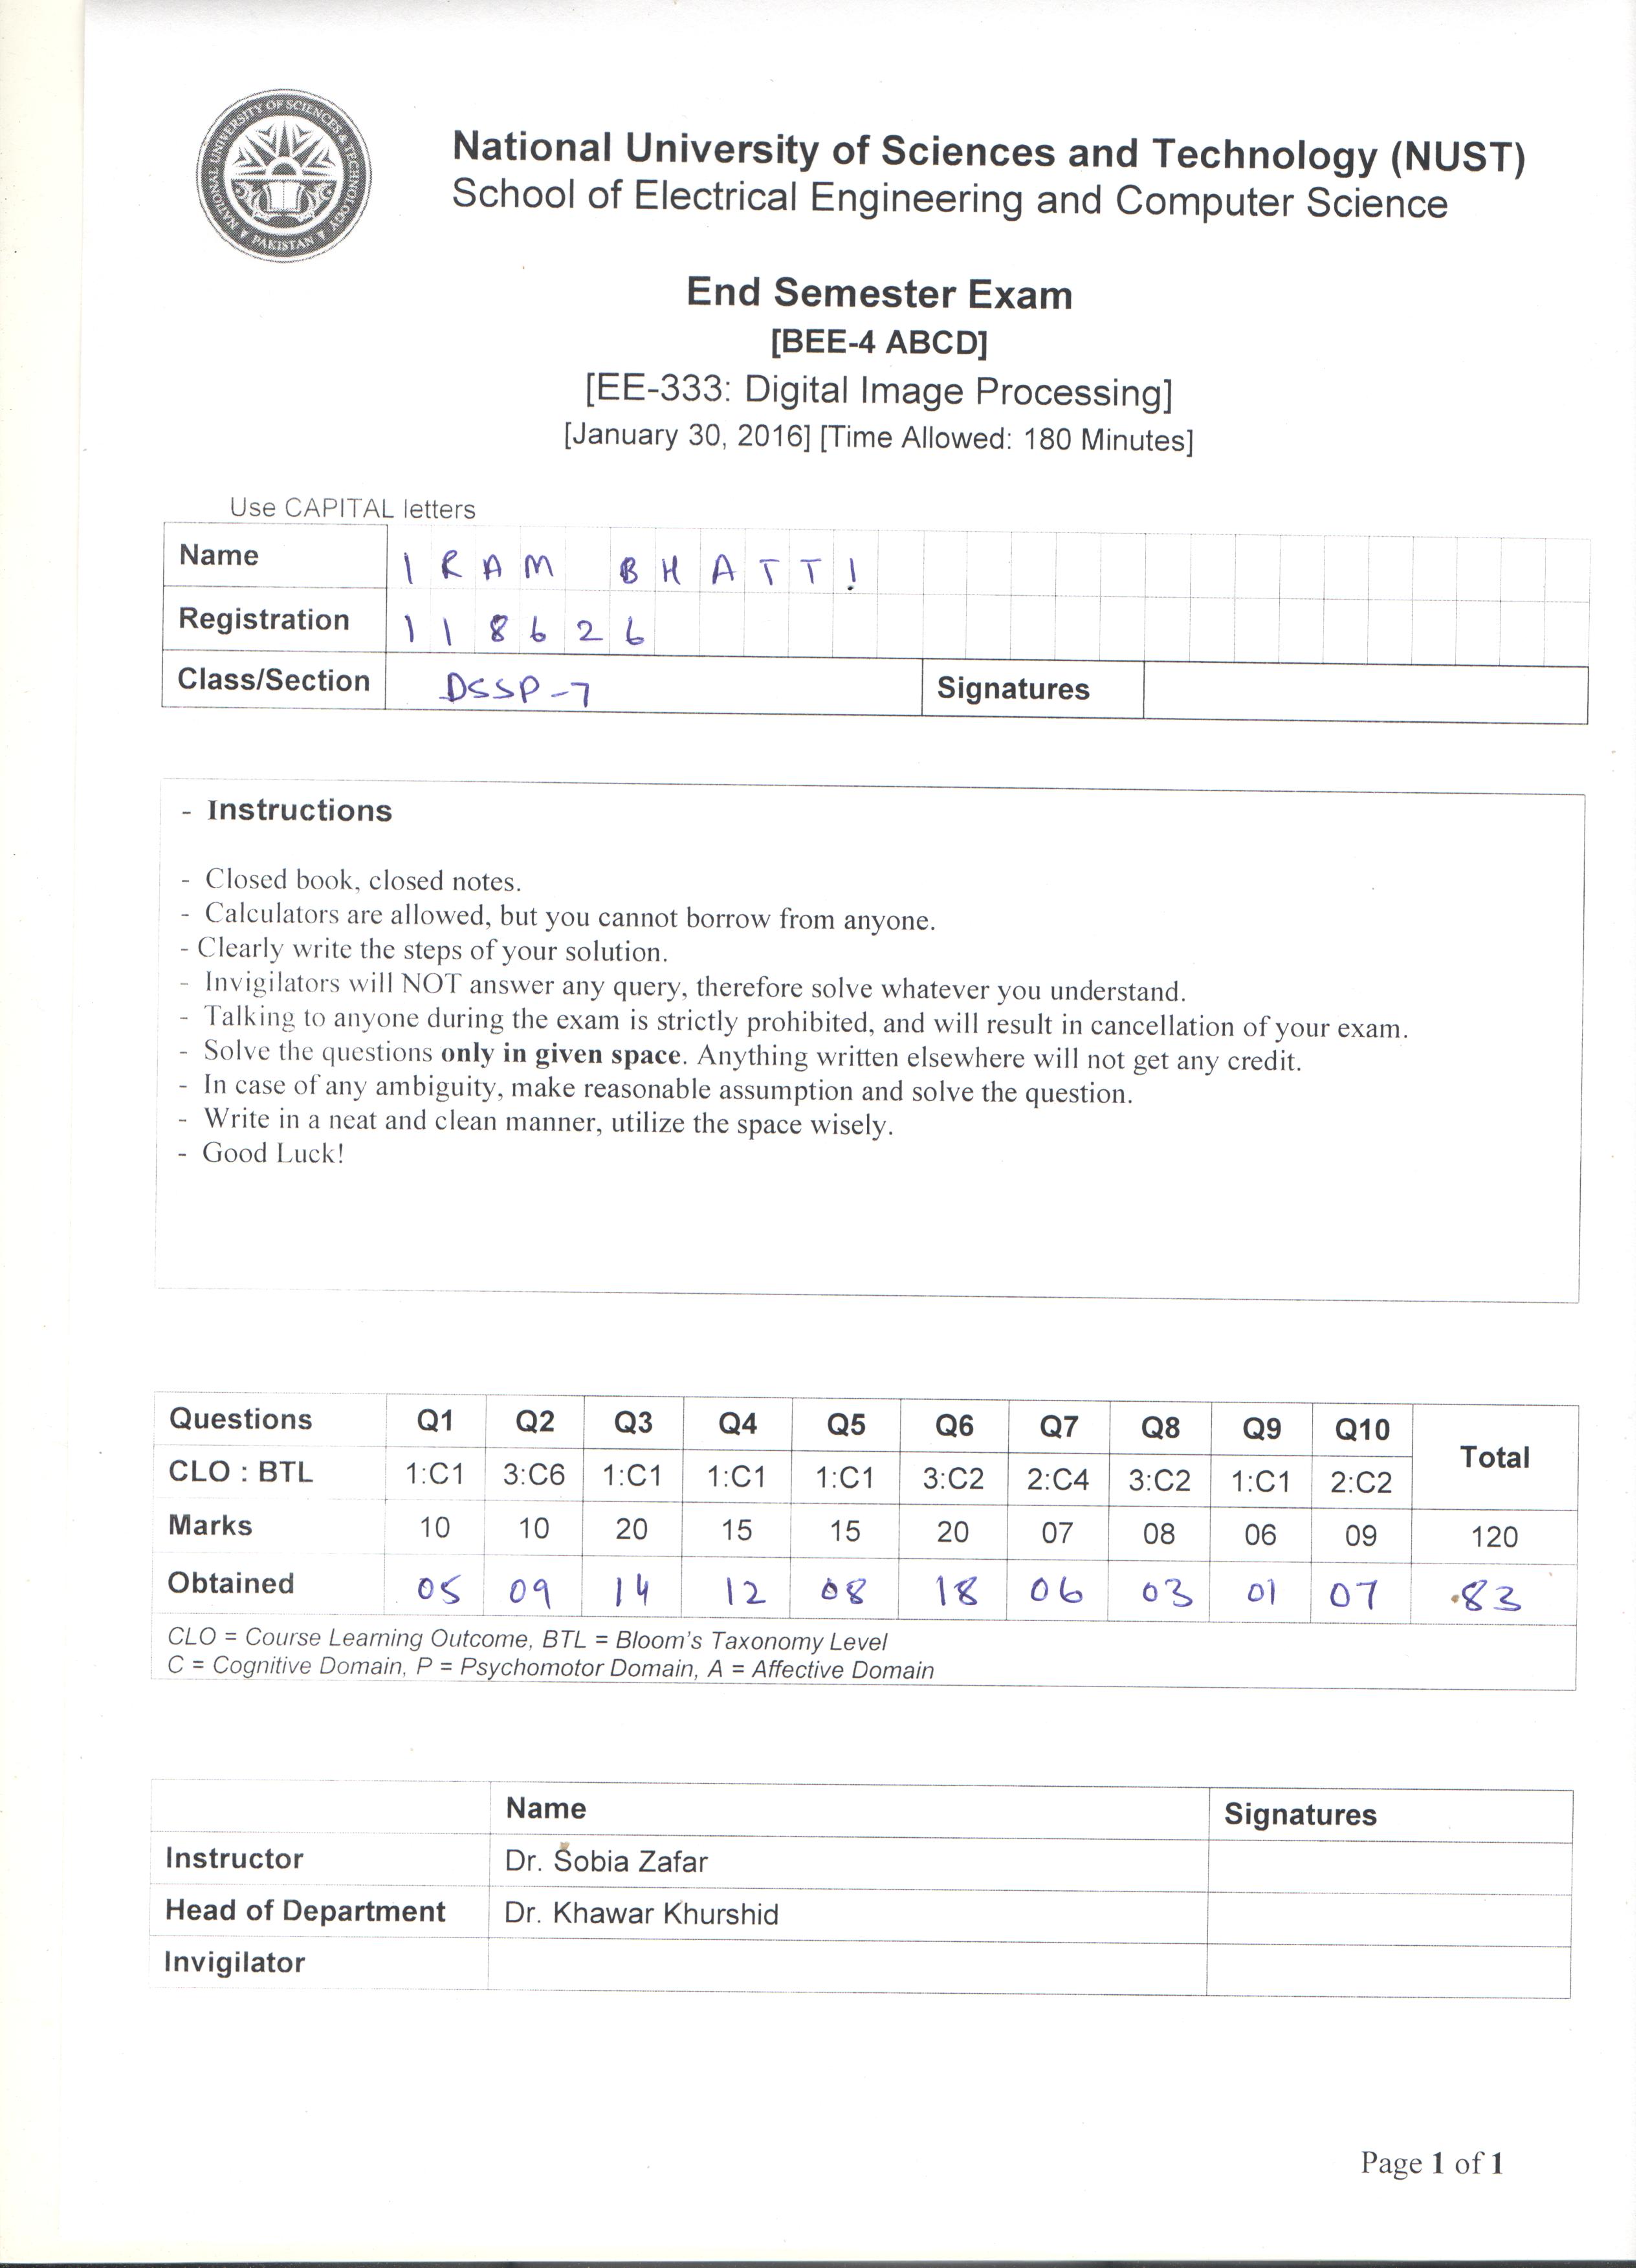 NATIONAL UNIVERSITY OF SCIENCES & TECHNOLOGY
PAKISTAN
National University of Sciences and Technology (NUST)
School of Electrical Engineering and Computer Science
End Semester Exam
[BEE-4 ABCD]
[EE-333: Digital Image Processing]
[January 30, 2016] [Time Allowed: 180 Minutes]
Use CAPITAL letters
Name IRAM BHATTI
Registration 118626
Class/Section DSSP-7 Signatures
- Instructions
- Closed book, closed notes.
- Calculators are allowed, but you cannot borrow from anyone.
- Clearly write the steps of your solution.
- Invigilators will NOT answer any query, therefore solve whatever you understand.
- Talking to anyone during the exam is strictly prohibited, and will result in cancellation of your exam.
- Solve the questions only in given space. Anything written elsewhere will not get any credit.
- In case of any ambiguity, make reasonable assumption and solve the question.
- Write in a neat and clean manner, utilize the space wisely.
- Good Luck!
Questions Q1 Q2 Q3 Q4 Q5 Q6 Q7 Q8 Q9 Q10 Total
CLO : BTL 1:C1 3:C6 1:C1 1:C1 1:C1 3:C2 2:C4 3:C2 1:C1 2:C2
Marks 10 10 20 15 15 20 07 08 06 09 120
Obtained 05 09 14 12 08 18 06 03 01 07 83
CLO = Course Learning Outcome, BTL = Bloom's Taxonomy Level
C = Cognitive Domain, P = Psychomotor Domain, A = Affective Domain
Name Signatures
Instructor Dr. Sobia Zafar
Head of Department Dr. Khawar Khurshid
Invigilator
Page 1 of 1